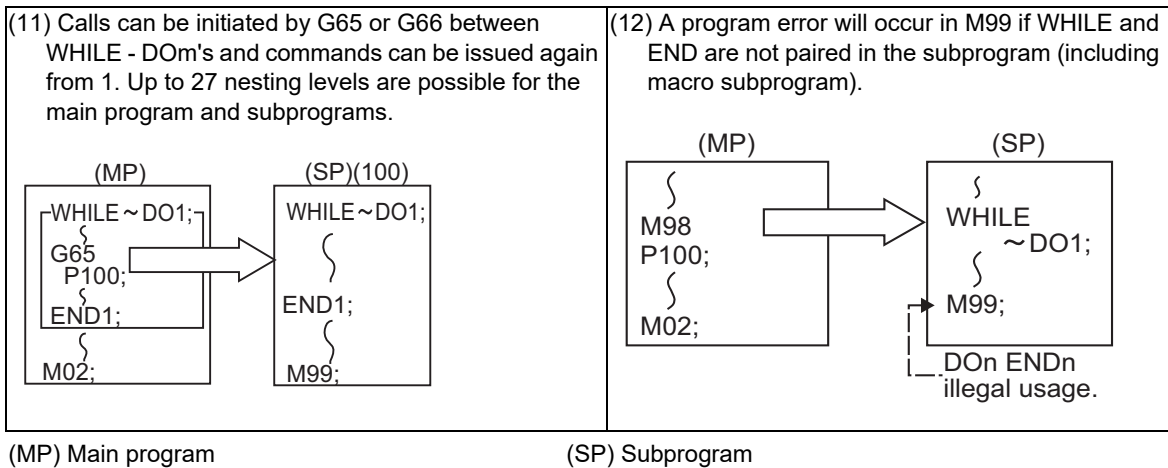 (11) Calls can be initiated by G65 or G66 between
WHILE - DOm's and commands can be issued again
from 1. Up to 27 nesting levels are possible for the
main program and subprograms.
(MP)
WHILE ~ DO1;
G65
P100;
END1;
M02;
(SP)(100)
WHILE~DO1;
END1;
M99;
(12) A program error will occur in M99 if WHILE and
END are not paired in the subprogram (including
macro subprogram).
(MP)
M98
P100;
M02;
(SP)
WHILE
~DO1;
M99;
DOn ENDn
illegal usage.
(MP) Main program
(SP) Subprogram